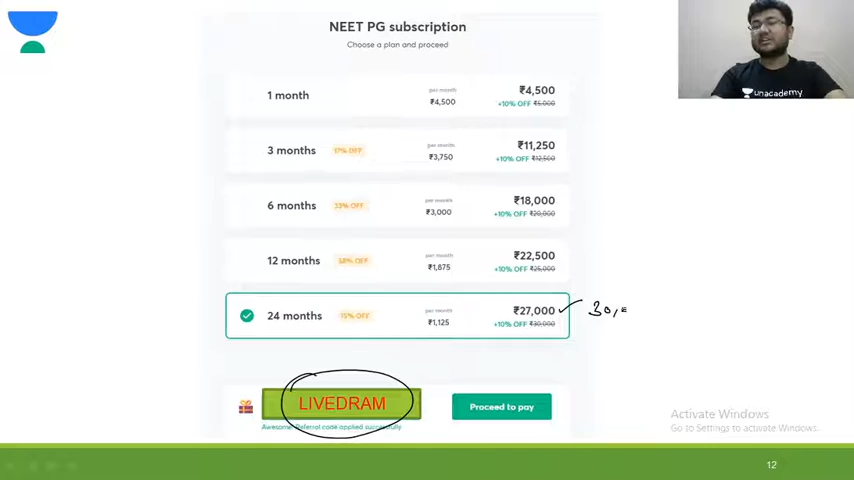 NEET PG subscription
Choose a plan and proceed
1 month
per month
₹4,500
₹4,500
+10% OFF ₹5,000
3 months
17% OFF
per month
₹3,750
₹11,250
+10% OFF ₹12,500
6 months
33% OFF
per month
₹3,000
₹18,000
+10% OFF ₹20,000
12 months
58% OFF
per month
₹1,875
₹22,500
+10% OFF ₹25,000
24 months
75% OFF
per month
₹1,125
₹27,000
+10% OFF ₹30,000
30,
LIVEDRAM
Awesome! Referral code applied successfully
Proceed to pay
unacademy
Activate Windows
Go to Settings to activate Windows.
12